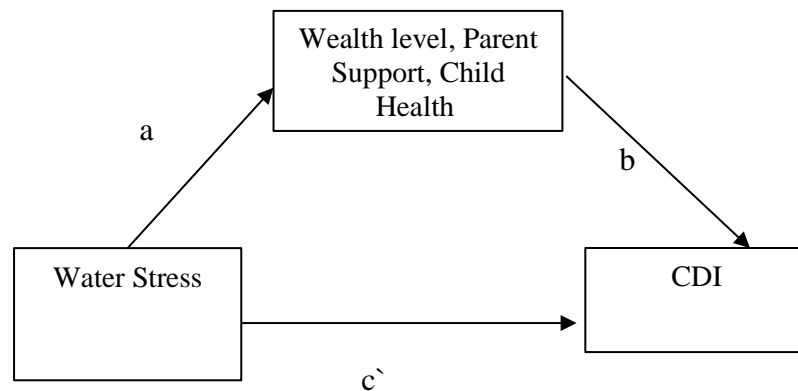 Wealth level, Parent
Support, Child
Health
a
b
Water Stress
CDI
c`